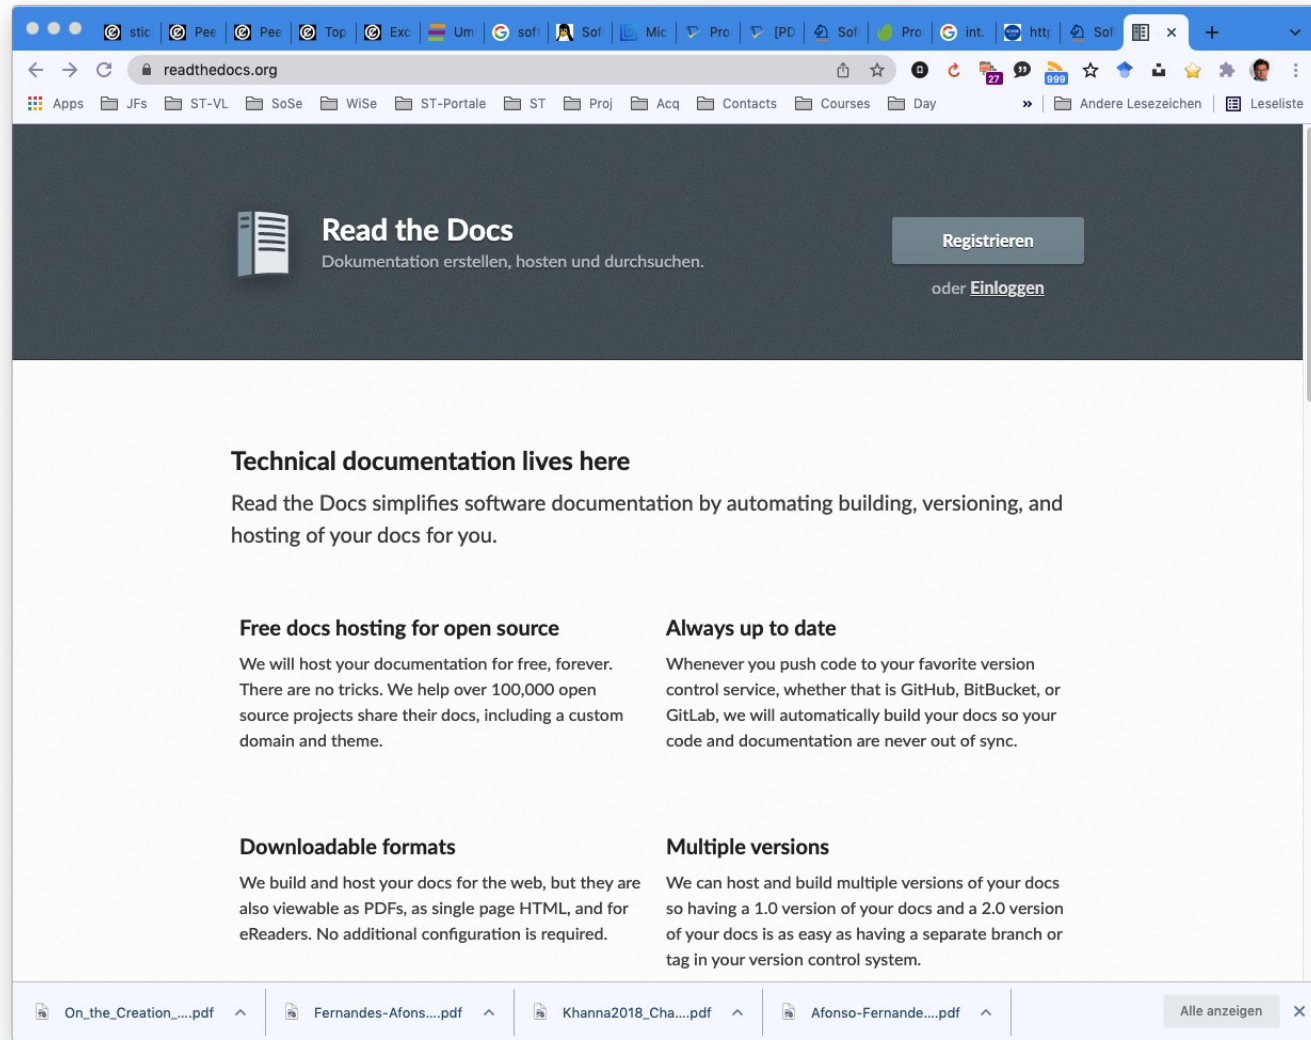 stic Pee Pee Top Exc Um soft Sof Mic Pro [PD Sof Pro int. http Sof
readthedocs.org 27 999
Apps JFs ST-VL SoSe WiSe ST-Portale ST Proj Acq Contacts Courses Day » Andere Lesezeichen Leseliste
Read the Docs
Dokumentation erstellen, hosten und durchsuchen.
Registrieren
oder Einloggen
Technical documentation lives here
Read the Docs simplifies software documentation by automating building, versioning, and
hosting of your docs for you.
Free docs hosting for open source
We will host your documentation for free, forever.
There are no tricks. We help over 100,000 open
source projects share their docs, including a custom
domain and theme.
Always up to date
Whenever you push code to your favorite version
control service, whether that is GitHub, BitBucket, or
GitLab, we will automatically build your docs so your
code and documentation are never out of sync.
Downloadable formats
We build and host your docs for the web, but they are
also viewable as PDFs, as single page HTML, and for
eReaders. No additional configuration is required.
Multiple versions
We can host and build multiple versions of your docs
so having a 1.0 version of your docs and a 2.0 version
of your docs is as easy as having a separate branch or
tag in your version control system.
On_the_Creation_....pdf Fernandes-Afons....pdf Khanna2018_Cha....pdf Afonso-Fernande....pdf Alle anzeigen